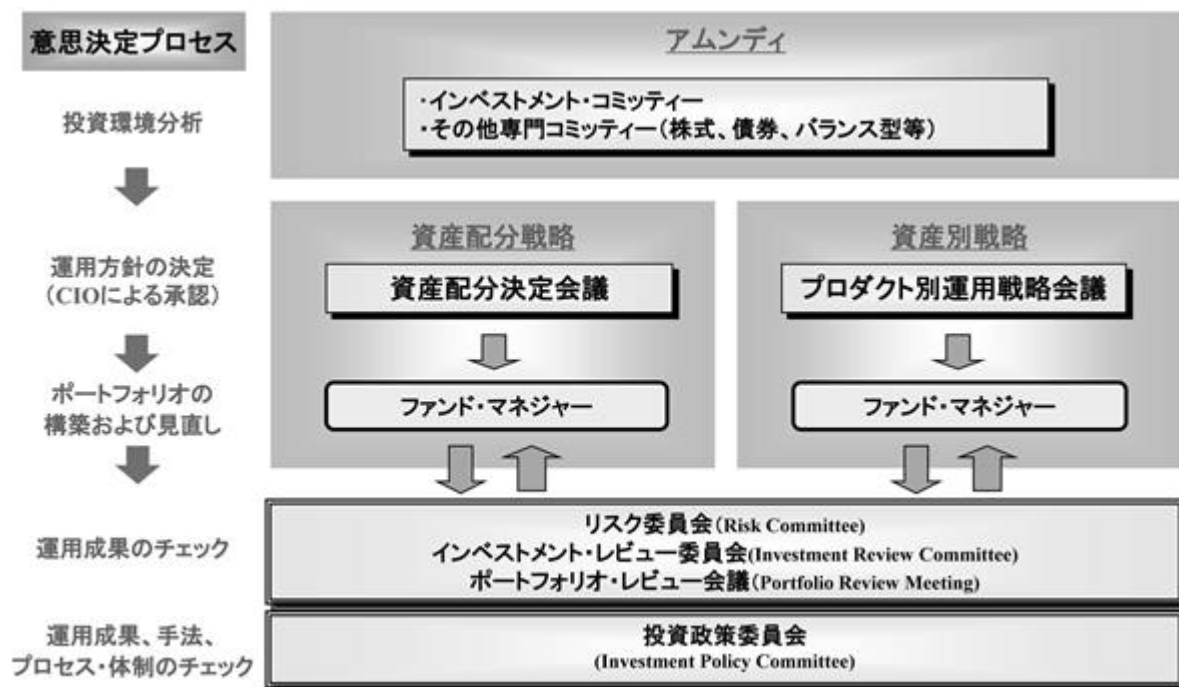 意思決定プロセス
アムンディ
投資環境分析
・インベストメント・コミッティー
・その他専門コミッティー（株式、債券、バランス型等）
運用方針の決定
（CIOによる承認）
資産配分戦略
資産配分決定会議
資産別戦略
プロダクト別運用戦略会議
ポートフォリオの
構築および見直し
ファンド・マネジャー
ファンド・マネジャー
運用成果のチェック
リスク委員会(Risk Committee)
インベストメント・レビュー委員会(Investment Review Committee)
ポートフォリオ・レビュー会議(Portfolio Review Meeting)
運用成果、手法、
プロセス・体制のチェック
投資政策委員会
(Investment Policy Committee)